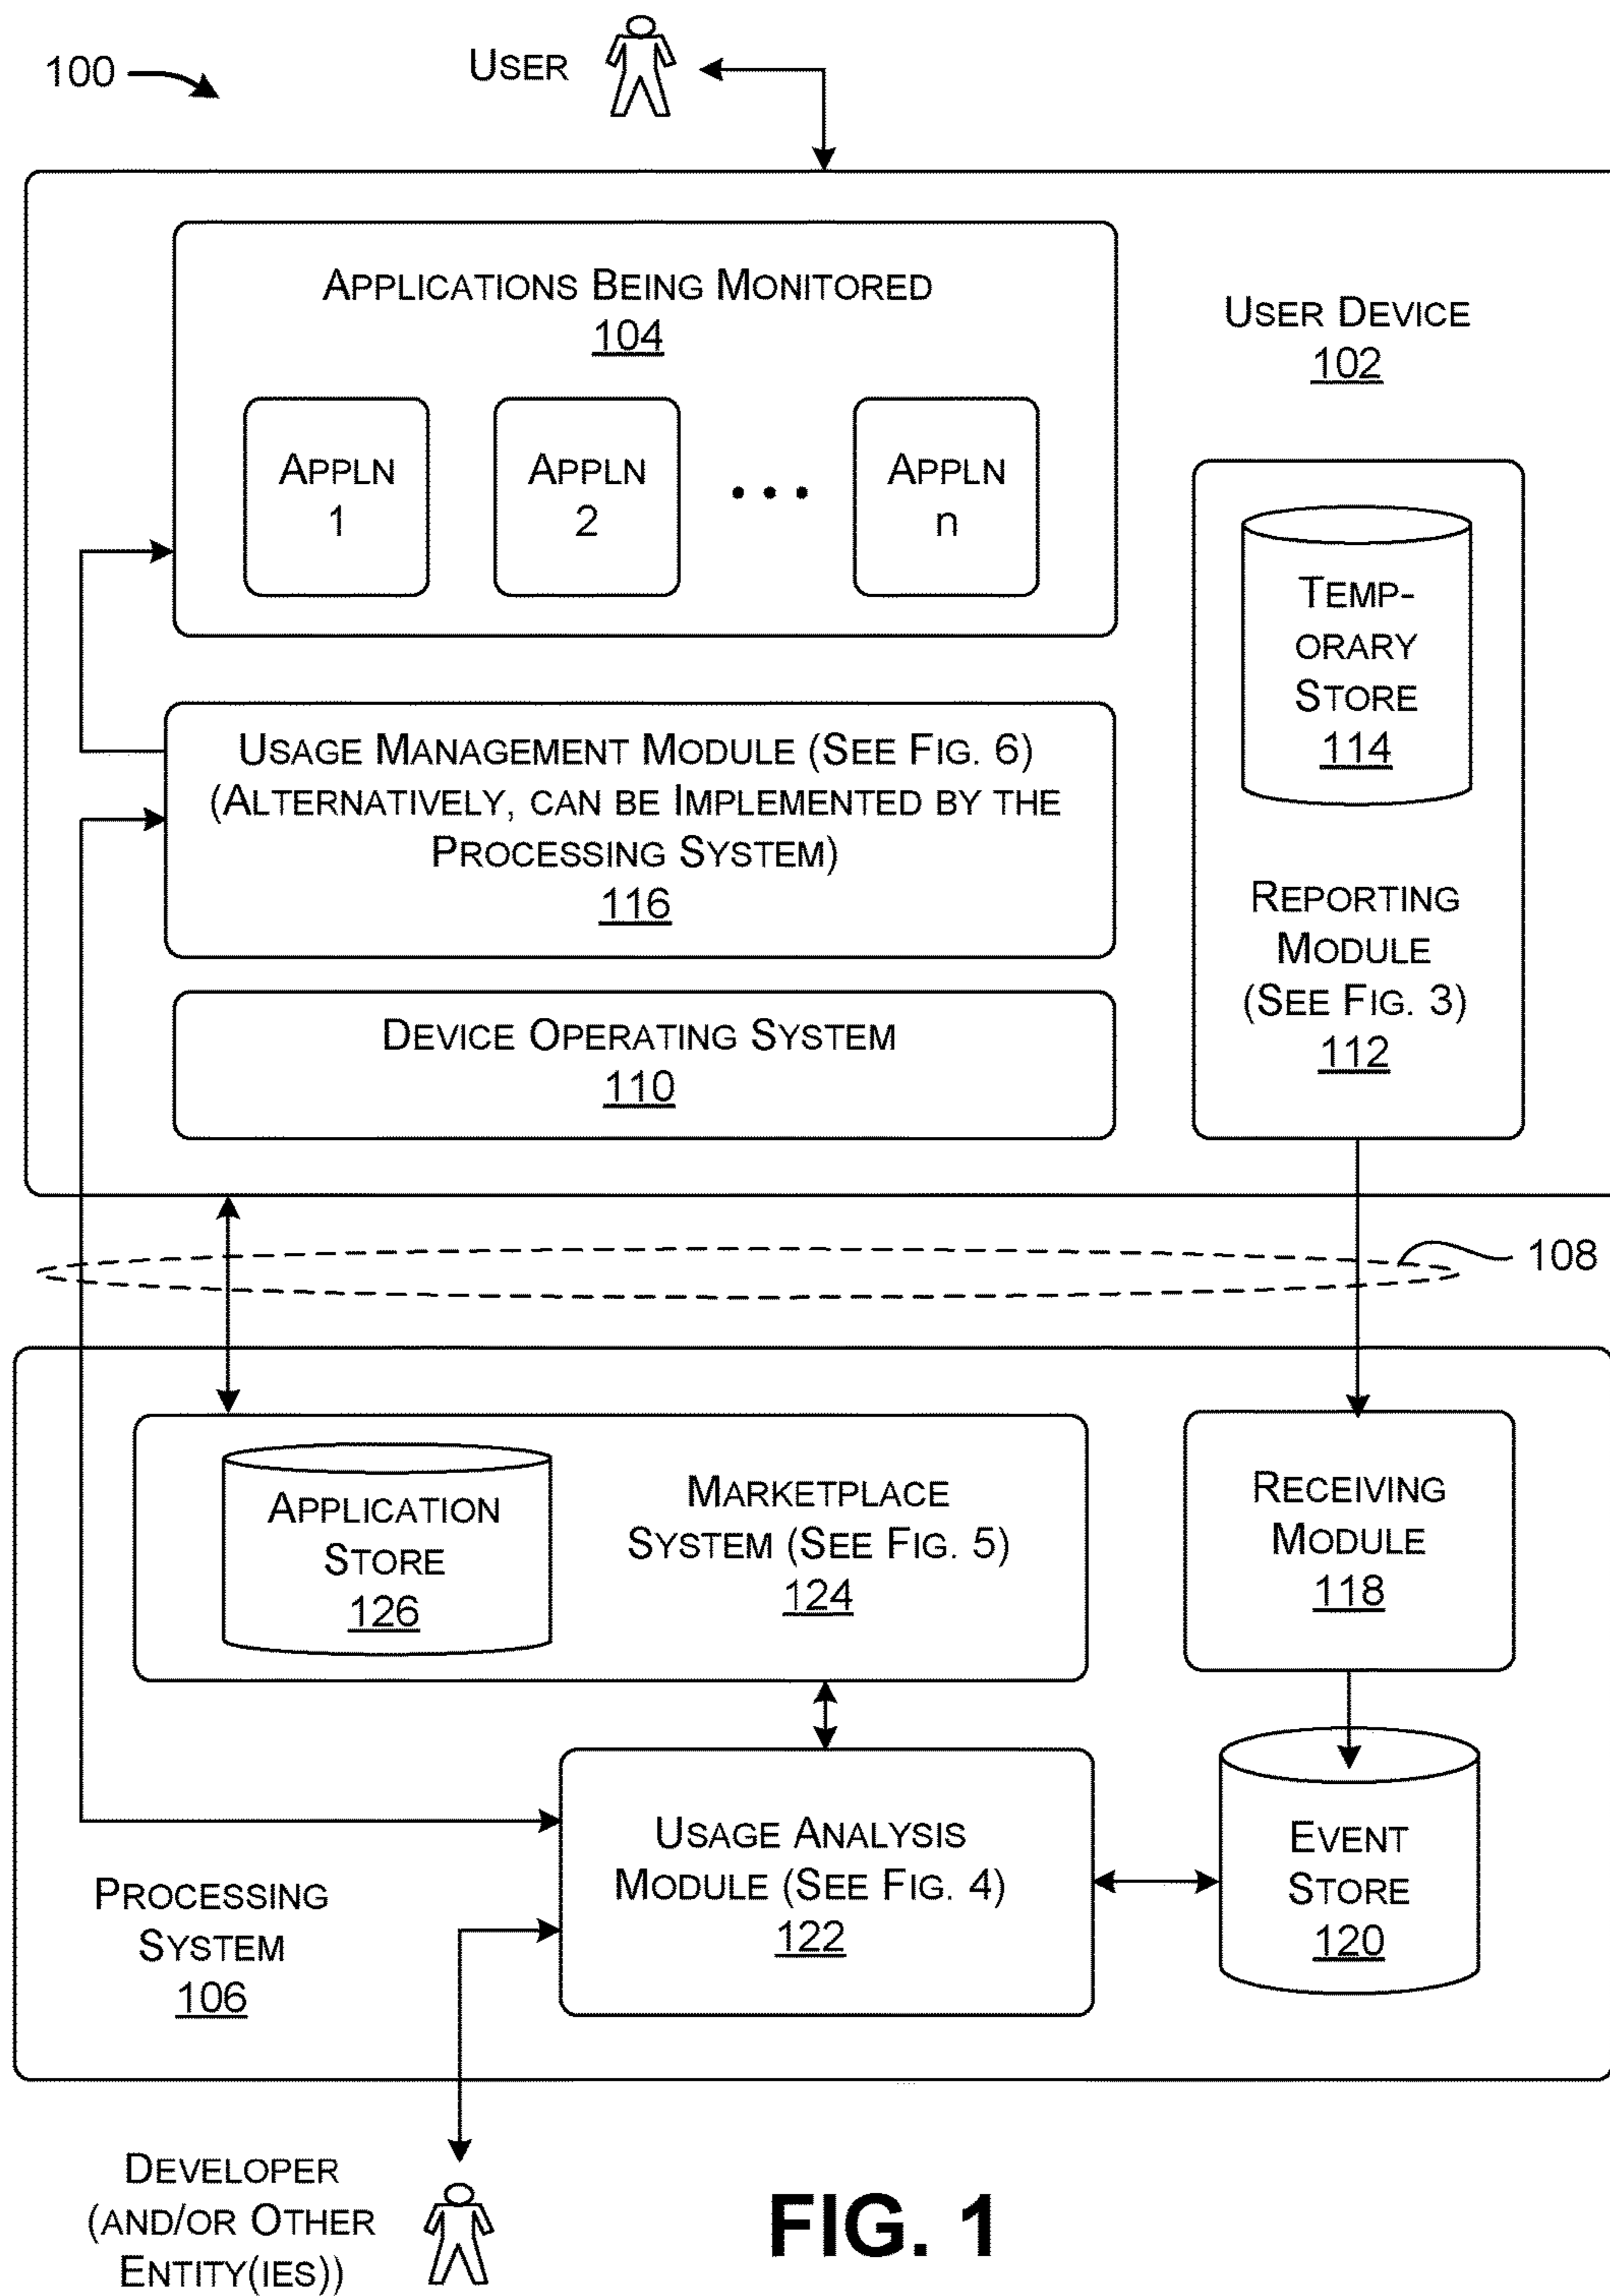 100
USER
APPLICATIONS BEING MONITORED
104
USER DEVICE
102
APPLN
1
APPLN
2
• • •
APPLN
n
TEMP-
ORARY
STORE
114
REPORTING
MODULE
(SEE FIG. 3)
112
USAGE MANAGEMENT MODULE (SEE FIG. 6)
(ALTERNATIVELY, CAN BE IMPLEMENTED BY THE
PROCESSING SYSTEM)
116
DEVICE OPERATING SYSTEM
110
108
APPLICATION
STORE
126
MARKETPLACE
SYSTEM (SEE FIG. 5)
124
RECEIVING
MODULE
118
USAGE ANALYSIS
MODULE (SEE FIG. 4)
122
EVENT
STORE
120
PROCESSING
SYSTEM
106
DEVELOPER
(AND/OR OTHER
ENTITY(IES))
FIG. 1